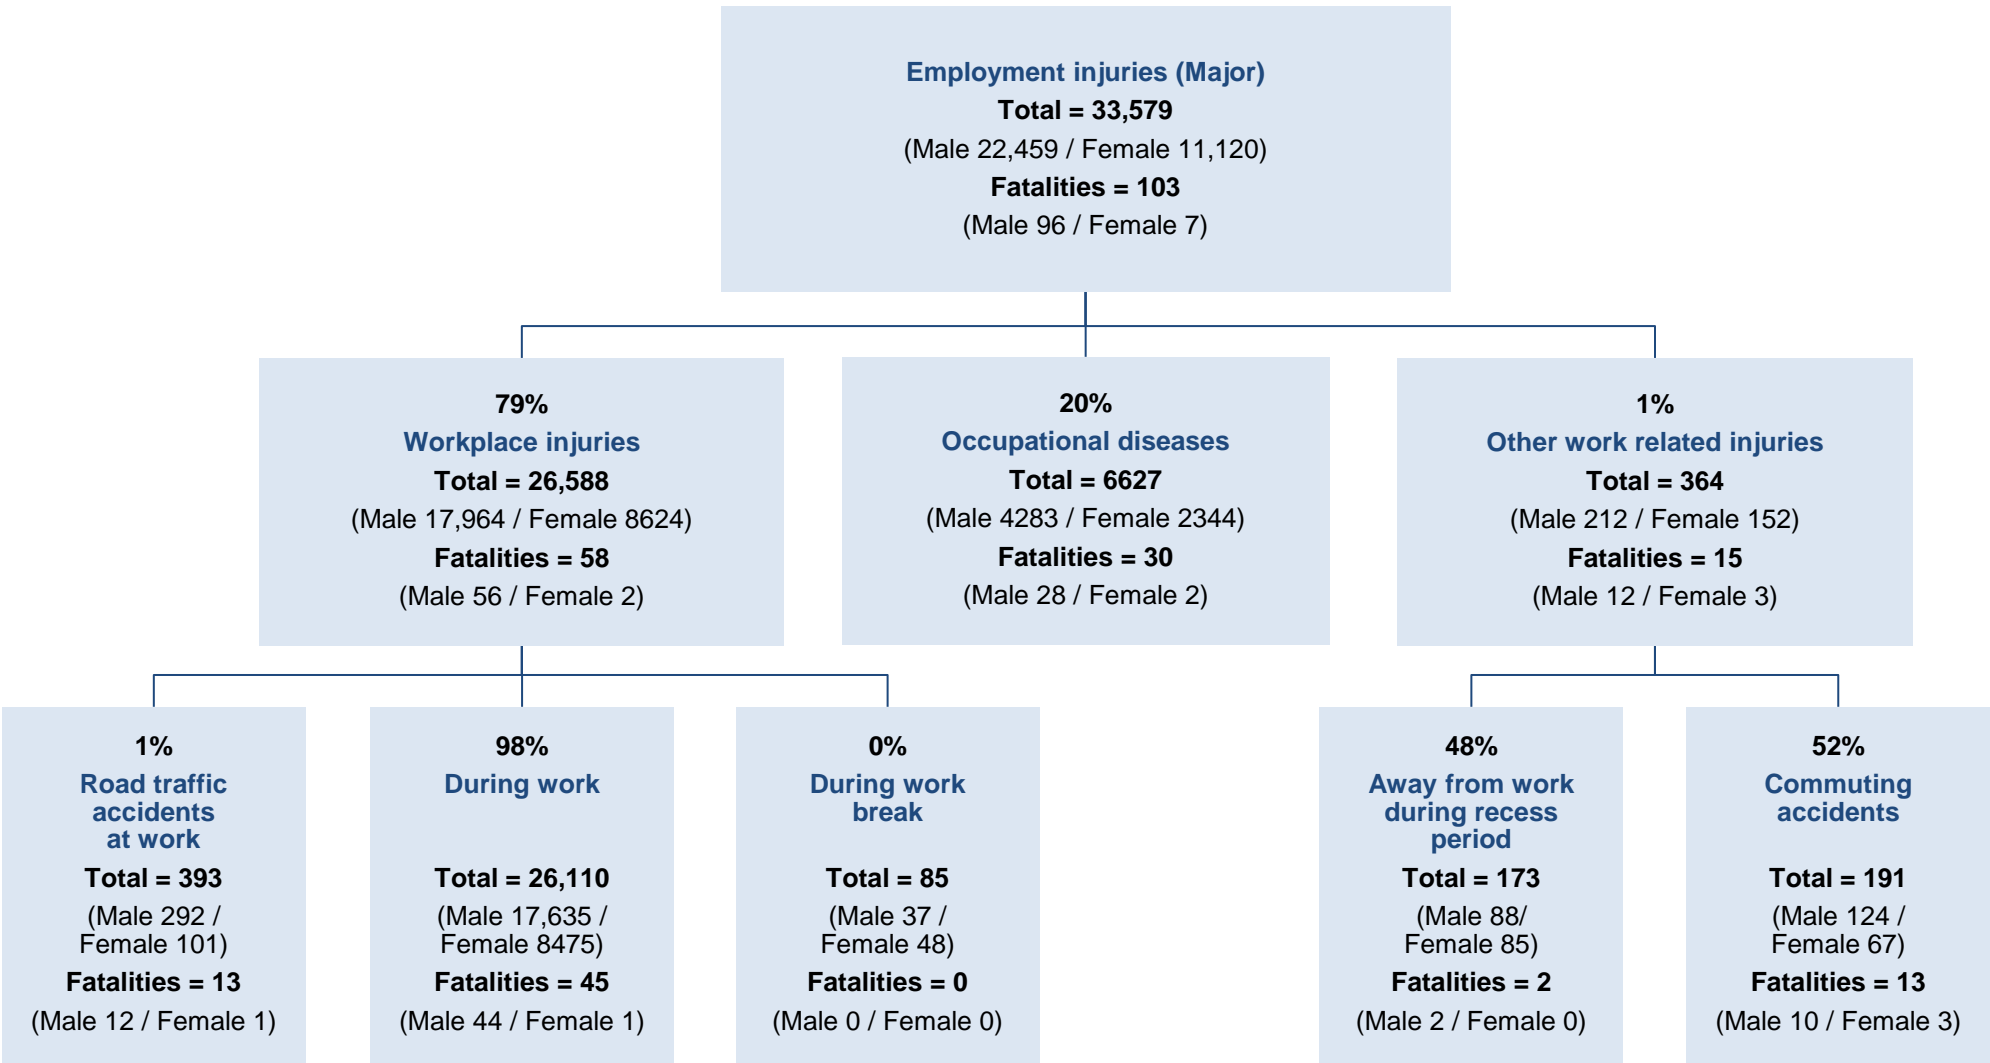 Employment injuries (Major)
Total = 33,579
(Male 22,459 / Female 11,120)
Fatalities = 103
(Male 96 / Female 7)
79%
Workplace injuries
Total = 26,588
(Male 17,964 / Female 8624)
Fatalities = 58
(Male 56 / Female 2)
20%
Occupational diseases
Total = 6627
(Male 4283 / Female 2344)
Fatalities = 30
(Male 28 / Female 2)
1%
Other work related injuries
Total = 364
(Male 212 / Female 152)
Fatalities = 15
(Male 12 / Female 3)
1%
Road traffic
accidents
at work
Total = 393
(Male 292 /
Female 101)
Fatalities = 13
(Male 12 / Female 1)
98%
During work
Total = 26,110
(Male 17,635 /
Female 8475)
Fatalities = 45
(Male 44 / Female 1)
0%
During work
break
Total = 85
(Male 37 /
Female 48)
Fatalities = 0
(Male 0 / Female 0)
48%
Away from work
during recess
period
Total = 173
(Male 88/
Female 85)
Fatalities = 2
(Male 2 / Female 0)
52%
Commuting
accidents
Total = 191
(Male 124 /
Female 67)
Fatalities = 13
(Male 10 / Female 3)